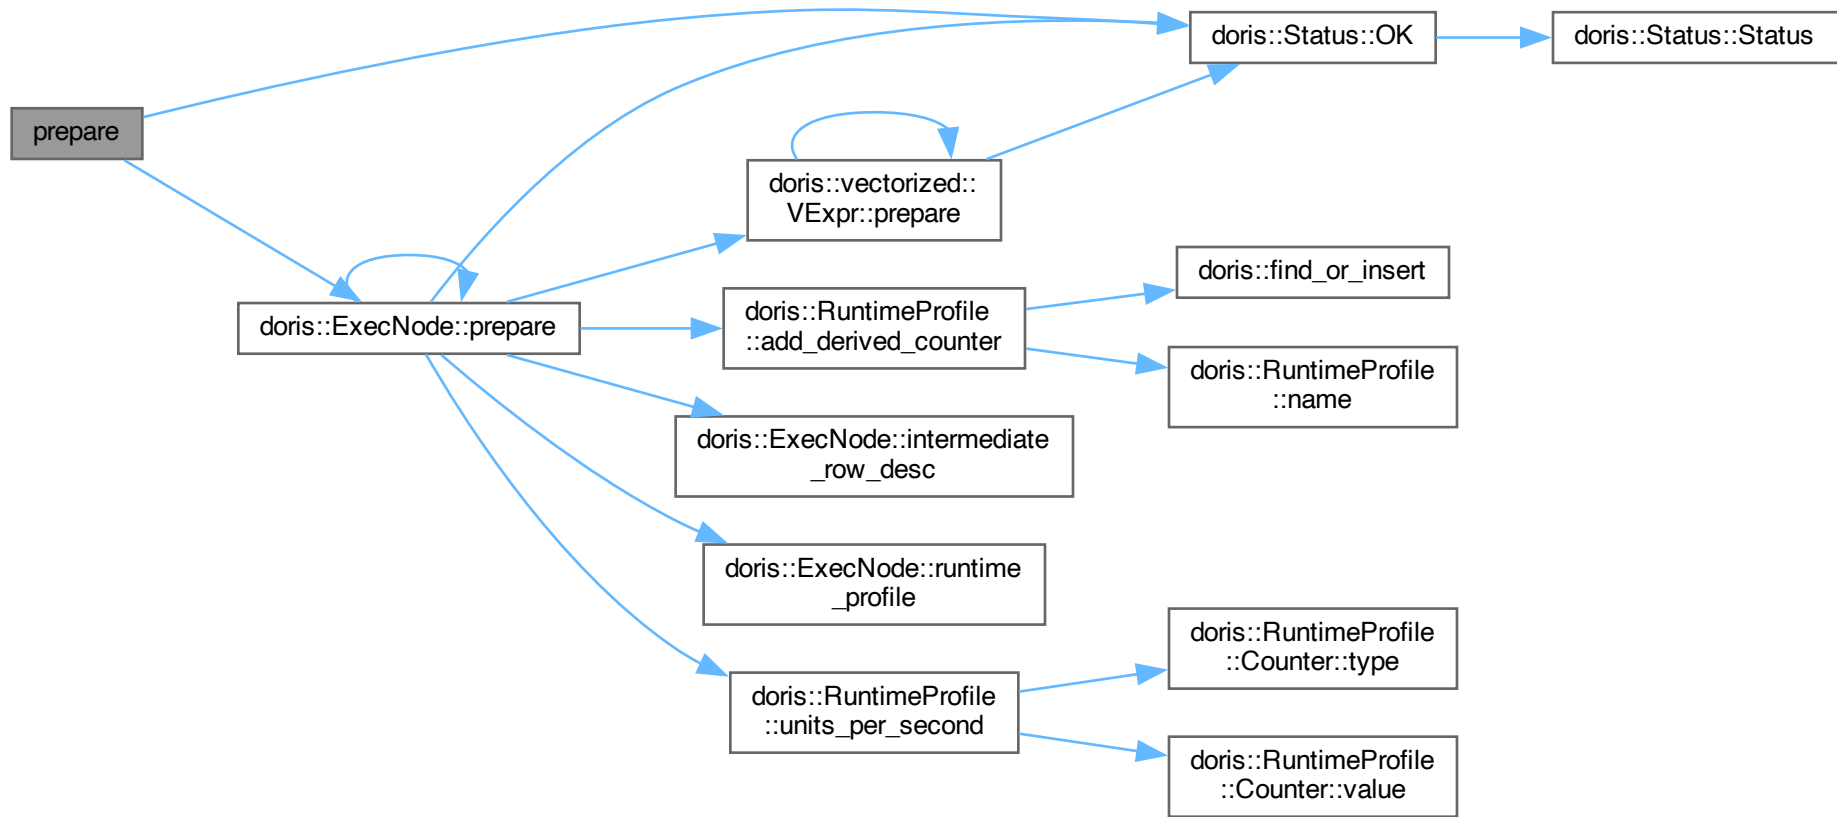 prepare
doris::ExecNode::prepare
doris::Status::OK
doris::Status::Status
doris::vectorized::
VExpr::prepare
doris::RuntimeProfile
::add_derived_counter
doris::find_or_insert
doris::RuntimeProfile
::name
doris::ExecNode::intermediate
_row_desc
doris::ExecNode::runtime
_profile
doris::RuntimeProfile
::units_per_second
doris::RuntimeProfile
::Counter::type
doris::RuntimeProfile
::Counter::value